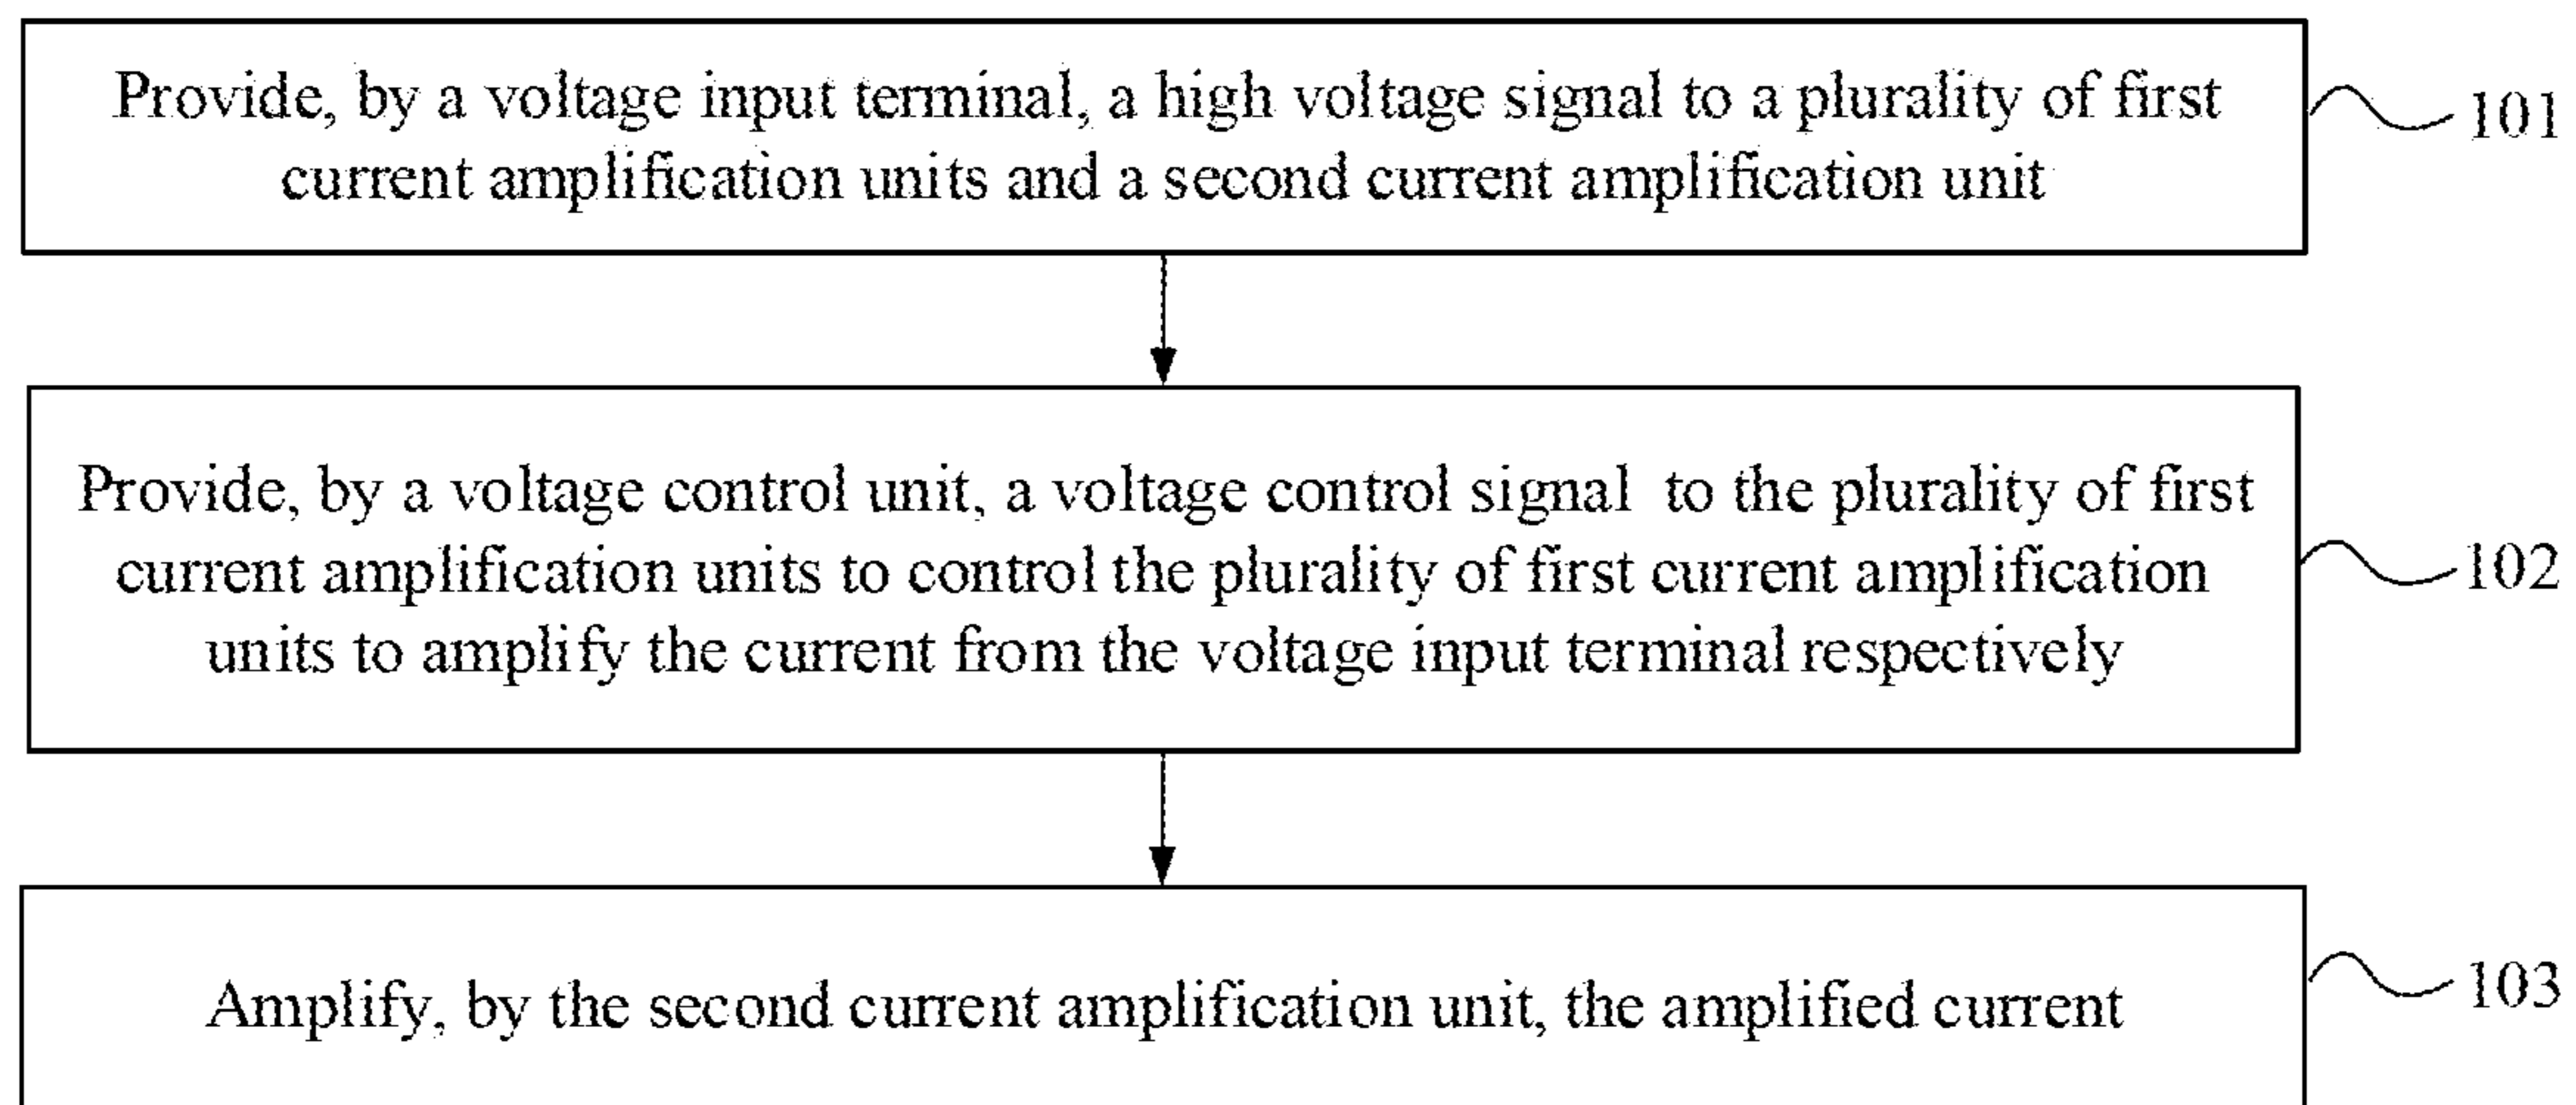 Provide, by a voltage input terminal, a high voltage signal to a plurality of first
current amplification units and a second current amplification unit
101
Provide, by a voltage control unit, a voltage control signal to the plurality of first
current amplification units to control the plurality of first current amplification
units to amplify the current from the voltage input terminal respectively
102
Amplify, by the second current amplification unit, the amplified current
103